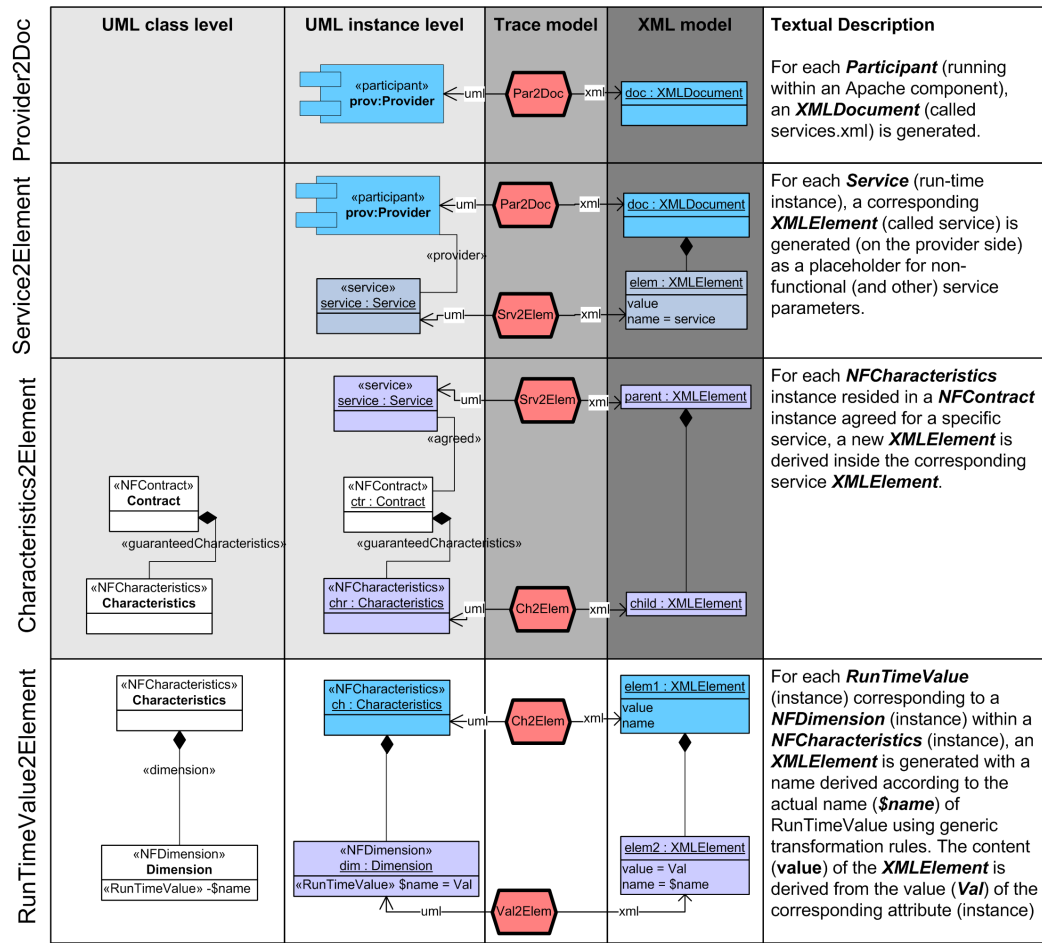 UML class level
UML instance level
Trace model
XML model
Textual Description
Provider2Doc
«participant»
prov:Provider
uml
Par2Doc
xml
doc : XMLDocument
For each Participant (running
within an Apache component),
an XMLDocument (called
services.xml) is generated.
Service2Element
«participant»
prov:Provider
uml
Par2Doc
xml
doc : XMLDocument
«provider»
«service»
service : Service
uml
Srv2Elem
xml
elem : XMLElement
value
name = service
For each Service (run-time
instance), a corresponding
XMLElement (called service) is
generated (on the provider side)
as a placeholder for non-
functional (and other) service
parameters.
Characteristics2Element
«NFContract»
Contract
«guaranteedCharacteristics»
«NFCharacteristics»
Characteristics
«service»
service : Service
uml
Srv2Elem
xml
parent : XMLElement
«agreed»
«NFContract»
ctr : Contract
«guaranteedCharacteristics»
«NFCharacteristics»
chr : Characteristics
uml
Ch2Elem
xml
child : XMLElement
For each NFCharacteristics
instance resided in a NFContract
instance agreed for a specific
service, a new XMLElement is
derived inside the corresponding
service XMLElement.
RunTimeValue2Element
«NFCharacteristics»
Characteristics
«dimension»
«NFDimension»
Dimension
«RunTimeValue» -$name
«NFCharacteristics»
ch : Characteristics
uml
Ch2Elem
xml
elem1 : XMLElement
value
name
«NFDimension»
dim : Dimension
«RunTimeValue» $name = Val
uml
Val2Elem
xml
elem2 : XMLElement
value = Val
name = $name
For each RunTimeValue
(instance) corresponding to a
NFDimension (instance) within a
NFCharacteristics (instance), an
XMLElement is generated with a
name derived according to the
actual name ($name) of
RunTimeValue using generic
transformation rules. The content
(value) of the XMLElement is
derived from the value (Val) of the
corresponding attribute (instance)